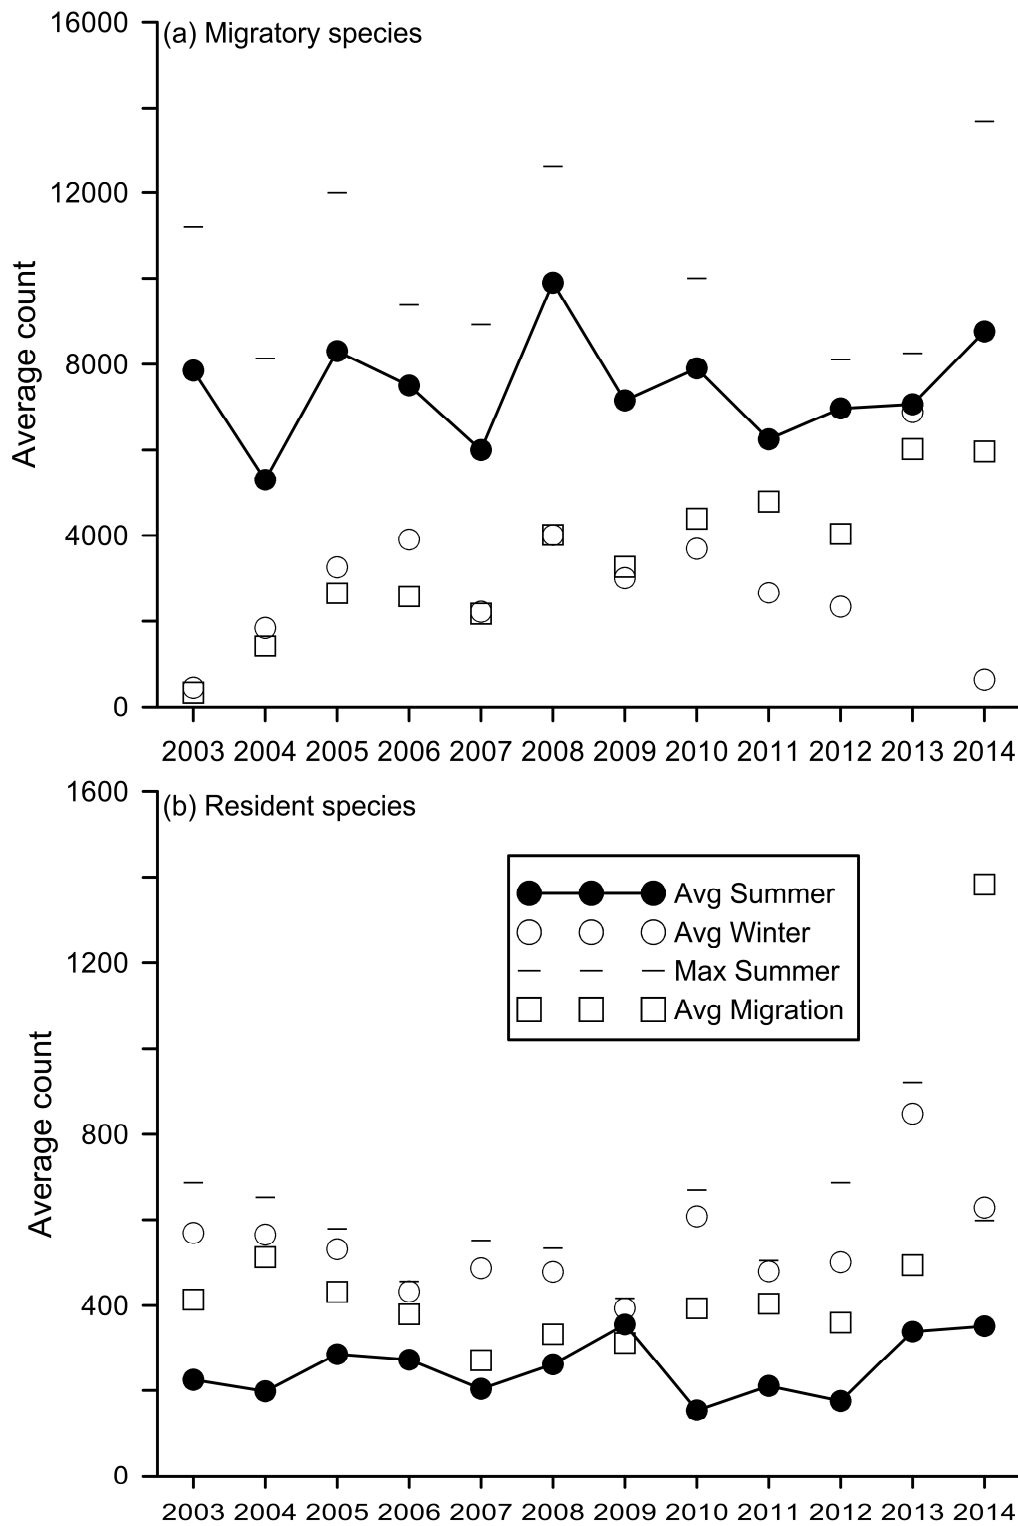 16000
(a) Migratory species
12000
8000
4000
0
Average count
2003 2004 2005 2006 2007 2008 2009 2010 2011 2012 2013 2014
1600
(b) Resident species
Avg Summer
Avg Winter
Max Summer
Avg Migration
1200
800
400
0
Average count
2003 2004 2005 2006 2007 2008 2009 2010 2011 2012 2013 2014